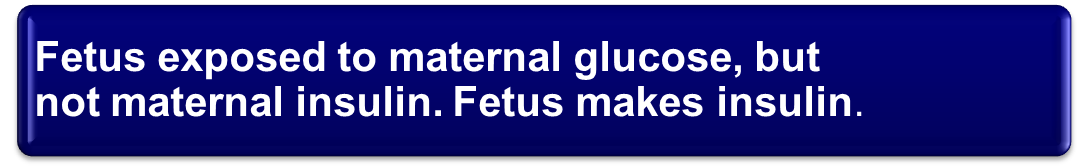 Fetus exposed to maternal glucose, but
not maternal insulin. Fetus makes insulin.